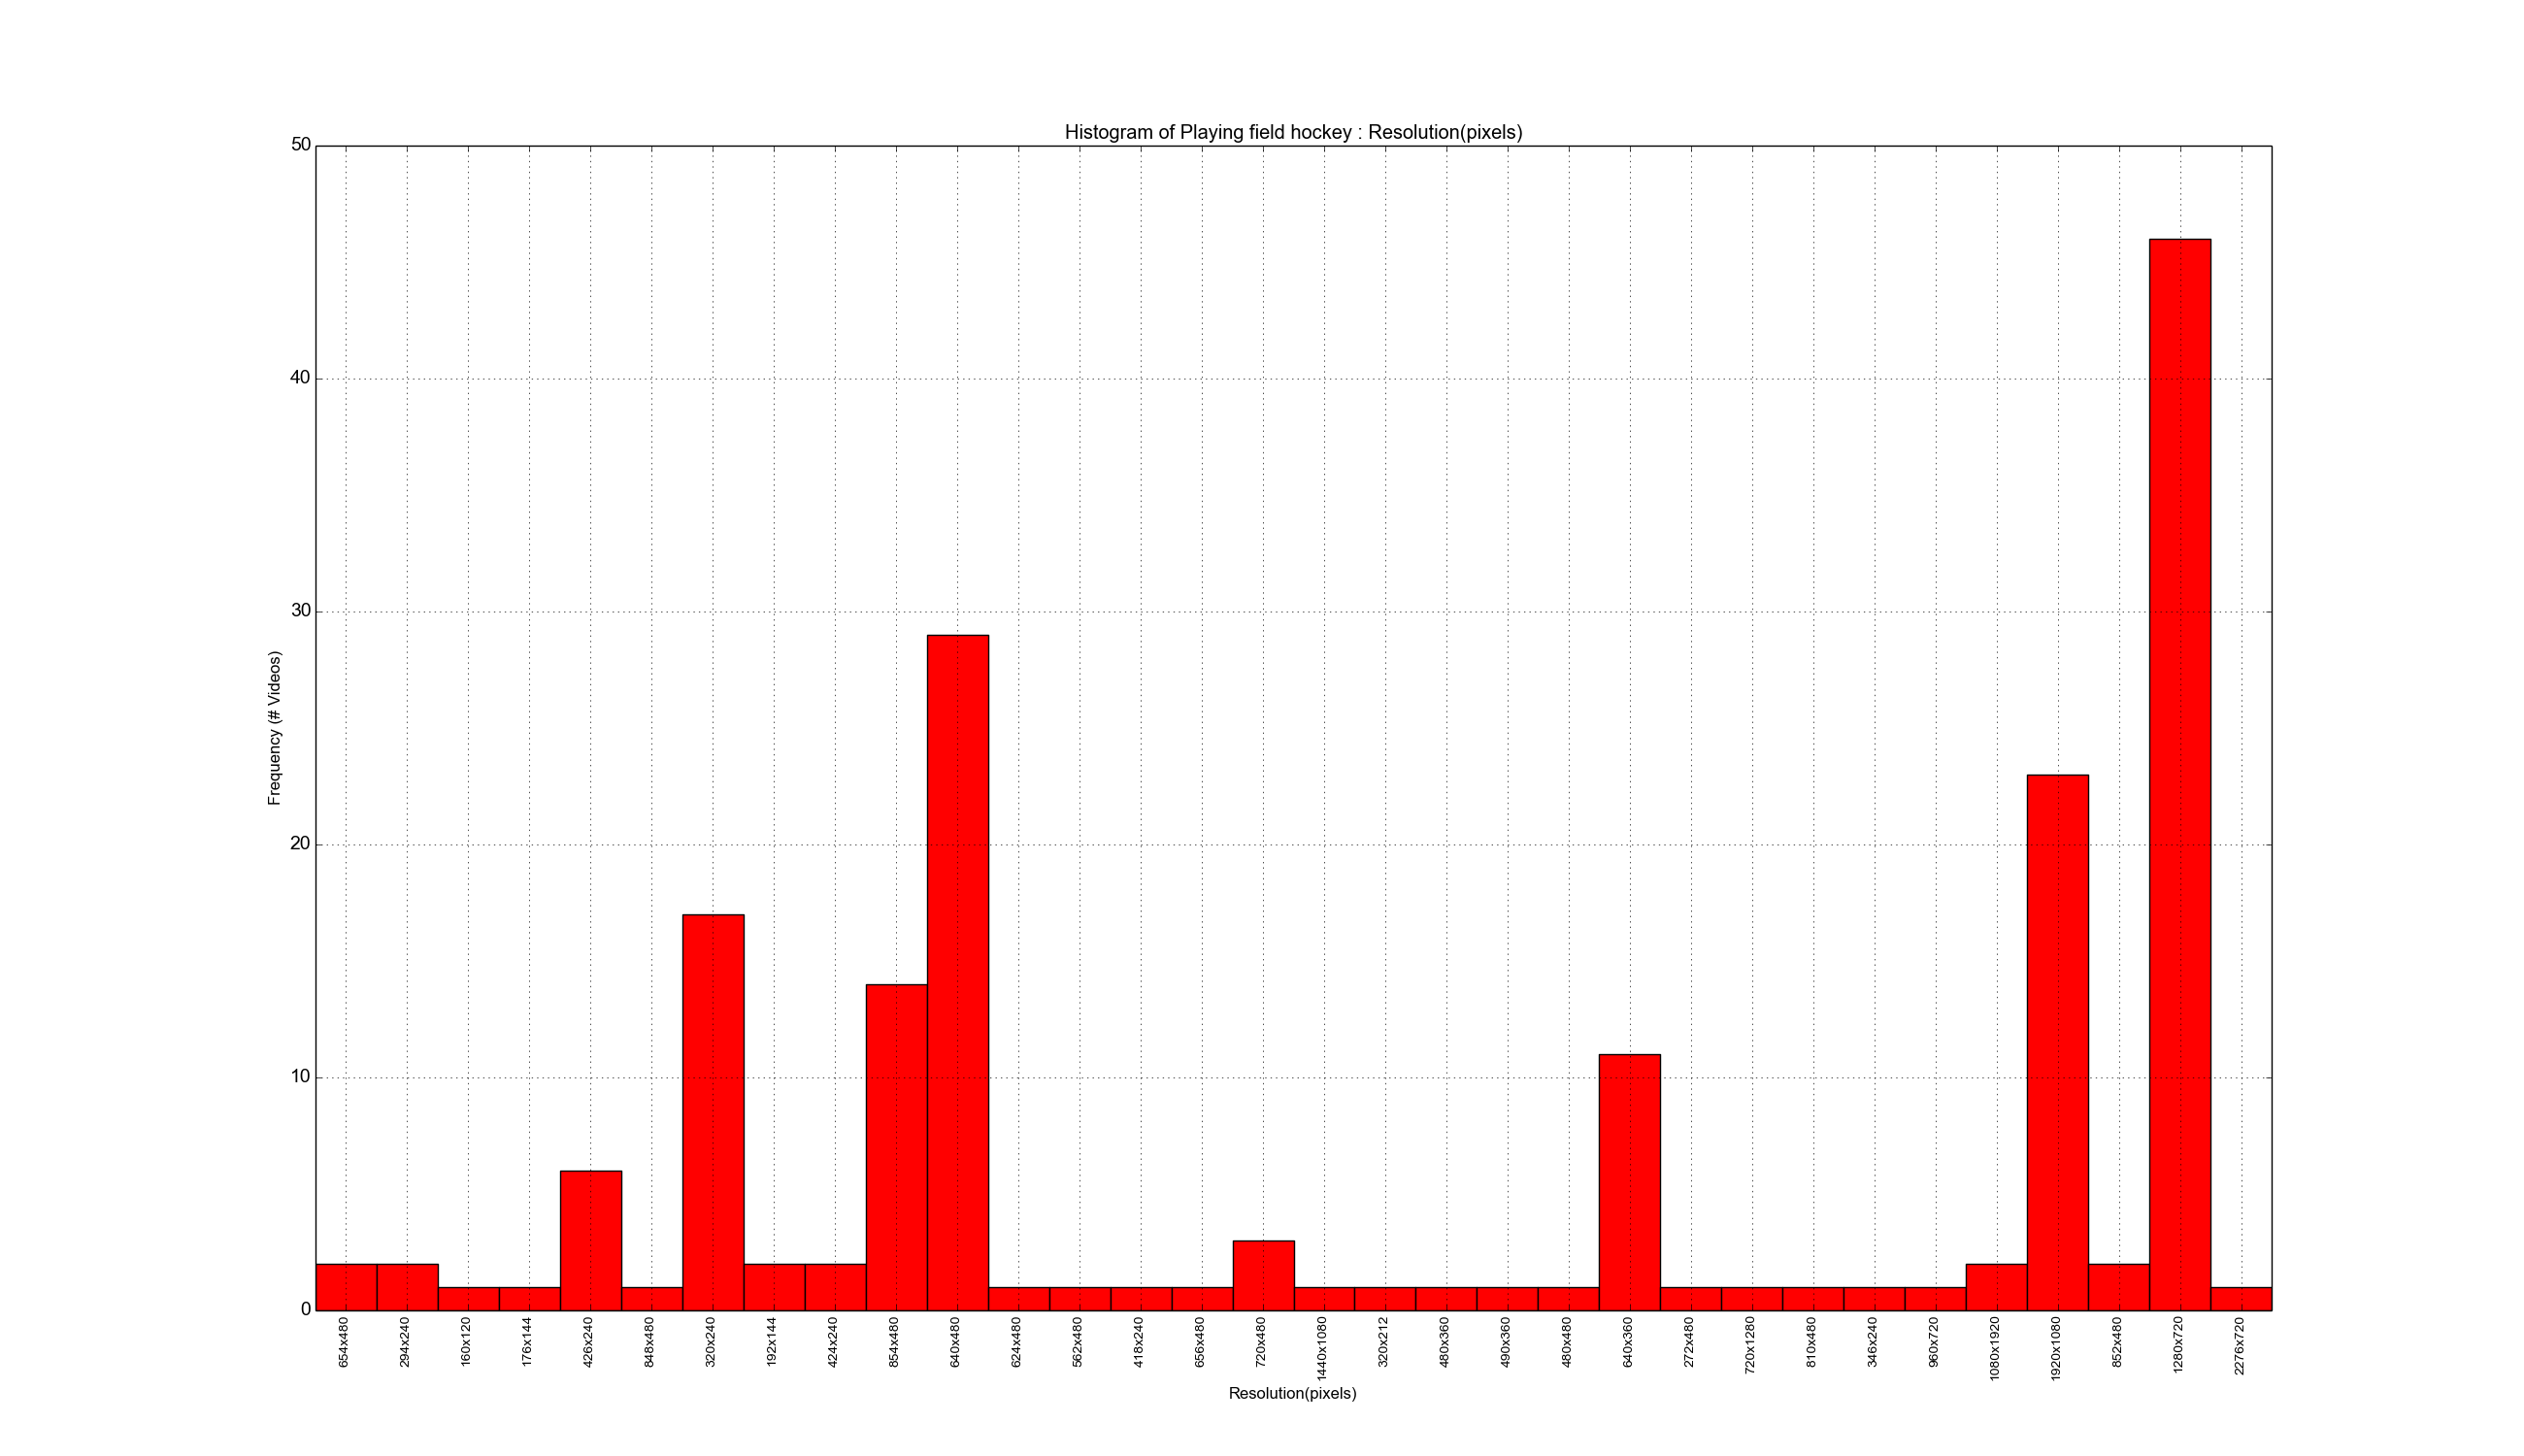 Histogram of Playing field hockey : Resolution(pixels)
50
40
30
20
10
0
Frequency (# Videos)
654x480
294x240
160x120
176x144
426x240
848x480
320x240
192x144
424x240
854x480
640x480
624x480
562x480
418x240
656x480
720x480
1440x1080
320x212
480x360
490x360
480x480
640x360
272x480
720x1280
810x480
346x240
960x720
1080x1920
1920x1080
852x480
1280x720
2276x720
Resolution(pixels)